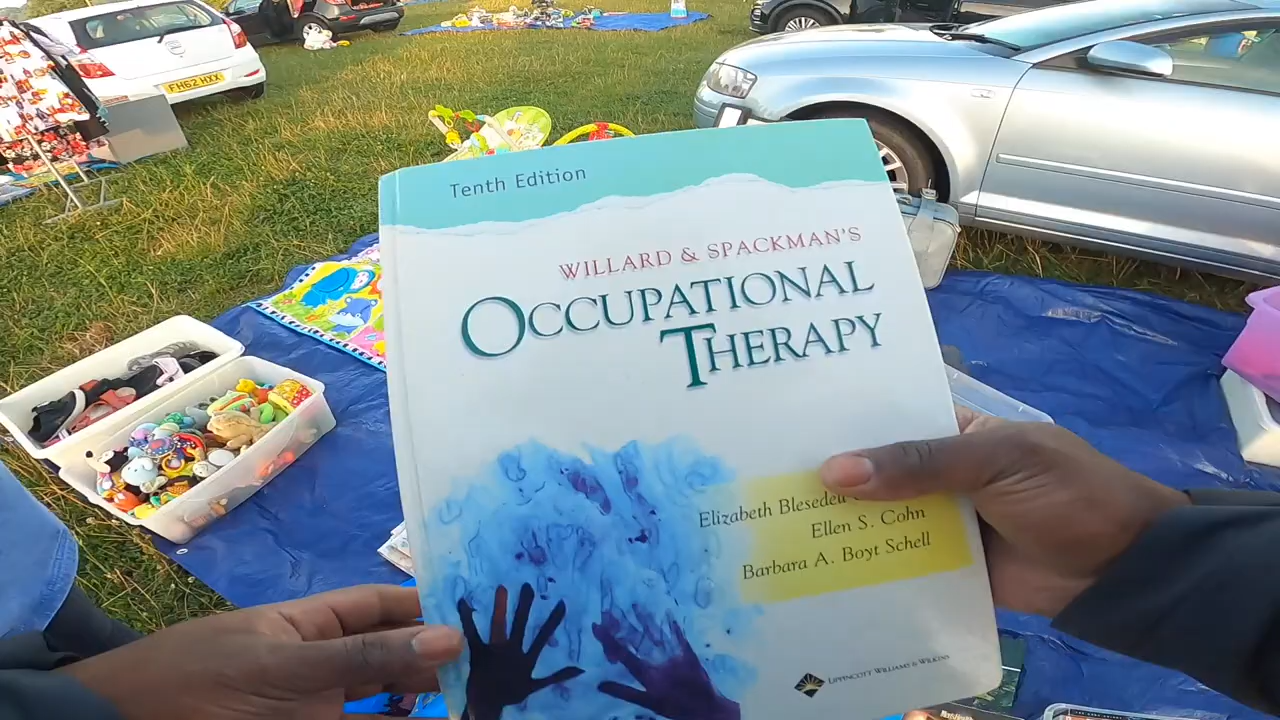 FH62 HXX
Tenth Edition
WILLARD & SPACKMAN'S
OCCUPATIONAL
THERAPY
Elizabeth Blesedell
Ellen S. Cohn
Barbara A. Boyt Schell
LIPPINCOTT WILLIAMS & WILKINS